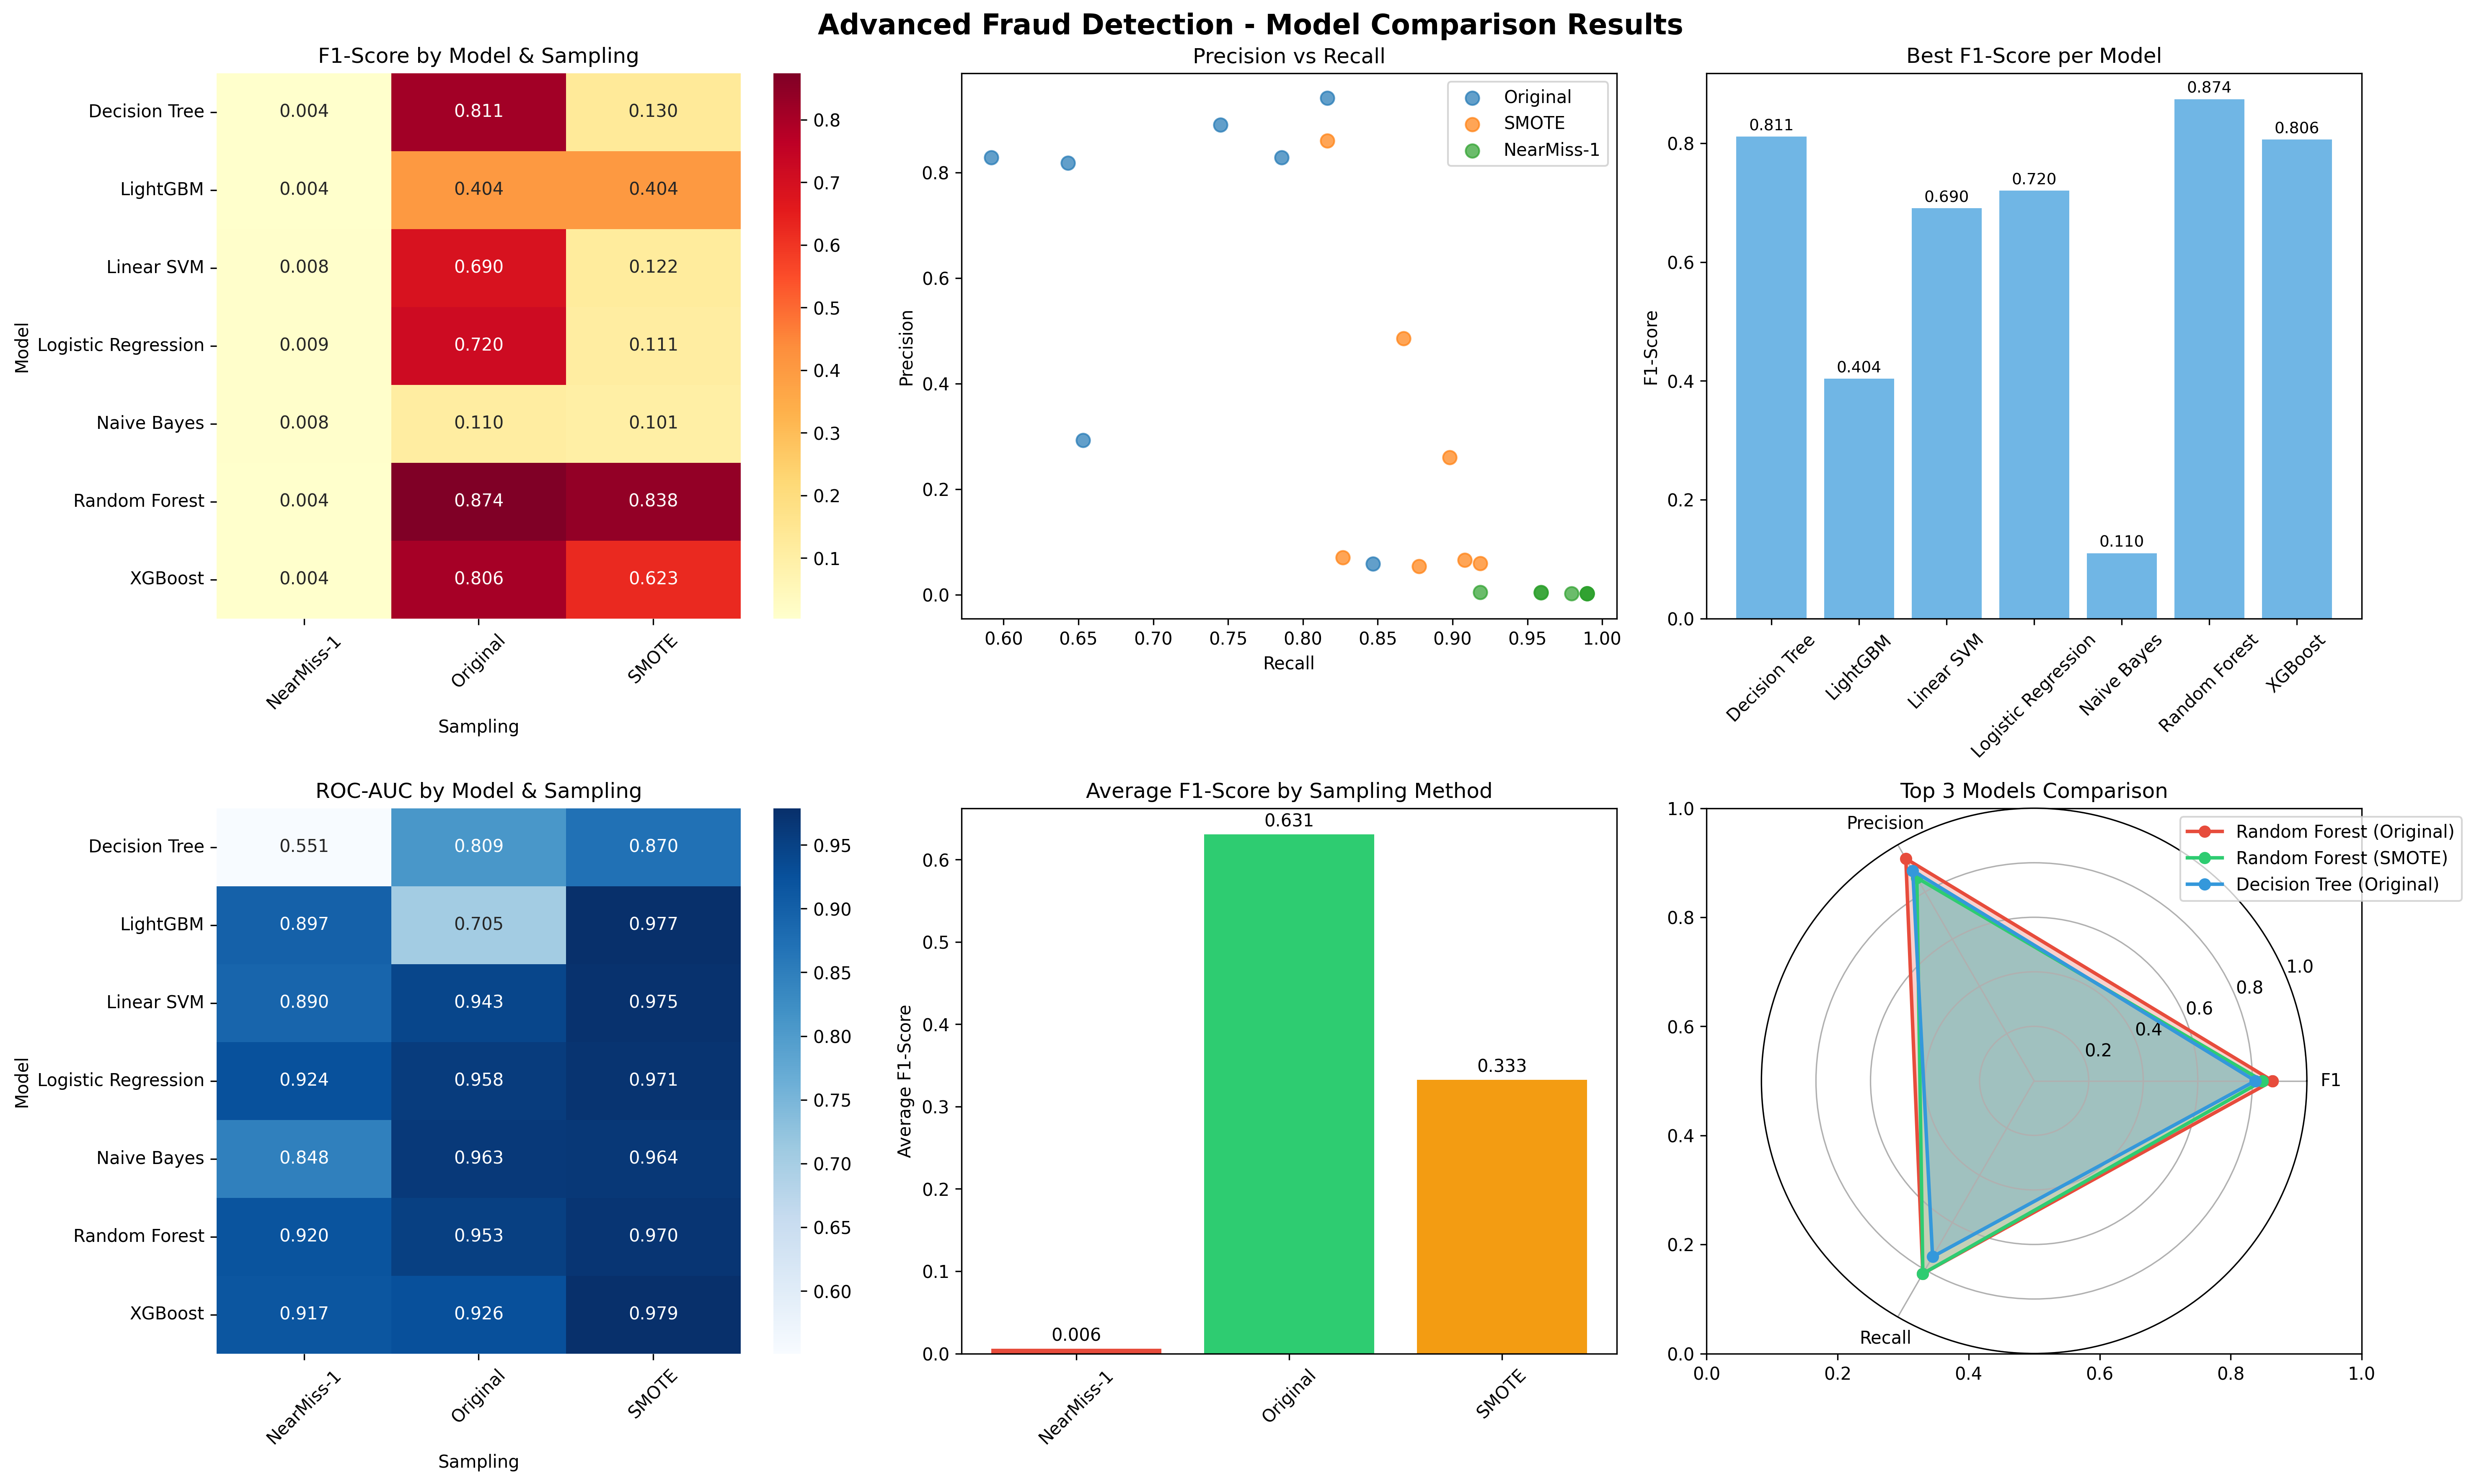 Advanced Fraud Detection - Model Comparison Results
F1-Score by Model & Sampling
Model
Decision Tree
LightGBM
Linear SVM
Logistic Regression
Naive Bayes
Random Forest
XGBoost
0.004 0.811 0.130
0.004 0.404 0.404
0.008 0.690 0.122
0.009 0.720 0.111
0.008 0.110 0.101
0.004 0.874 0.838
0.004 0.806 0.623
NearMiss-1 Original SMOTE
Sampling
0.8
0.7
0.6
0.5
0.4
0.3
0.2
0.1
Precision vs Recall
Precision
0.8
0.6
0.4
0.2
0.0
Original
SMOTE
NearMiss-1
0.60 0.65 0.70 0.75 0.80 0.85 0.90 0.95 1.00
Recall
Best F1-Score per Model
F1-Score
0.8
0.6
0.4
0.2
0.0
0.811 0.404 0.690 0.720 0.110 0.874 0.806
Decision Tree LightGBM Linear SVM Logistic Regression Naive Bayes Random Forest XGBoost
ROC-AUC by Model & Sampling
Model
Decision Tree
LightGBM
Linear SVM
Logistic Regression
Naive Bayes
Random Forest
XGBoost
0.551 0.809 0.870
0.897 0.705 0.977
0.890 0.943 0.975
0.924 0.958 0.971
0.848 0.963 0.964
0.920 0.953 0.970
0.917 0.926 0.979
NearMiss-1 Original SMOTE
Sampling
0.95
0.90
0.85
0.80
0.75
0.70
0.65
0.60
Average F1-Score by Sampling Method
Average F1-Score
0.6
0.5
0.4
0.3
0.2
0.1
0.0
0.006 0.631 0.333
NearMiss-1 Original SMOTE
Top 3 Models Comparison
1.0
0.8
0.6
0.4
0.2
0.0
0.0 0.2 0.4 0.6 0.8 1.0
Precision
F1
Recall
0.2 0.4 0.6 0.8 1.0
Random Forest (Original)
Random Forest (SMOTE)
Decision Tree (Original)